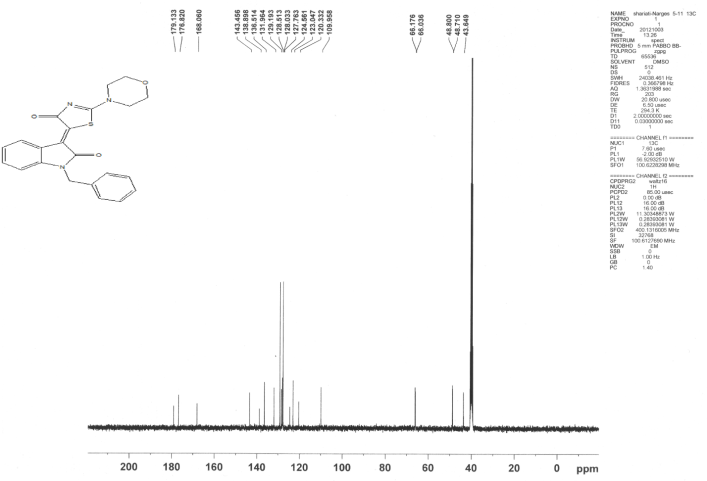 179.133
176.820
168.060
143.456
138.898
136.514
131.964
129.193
128.513
128.033
127.763
124.561
123.047
120.332
109.958
66.176
66.036
48.800
48.710
43.649
O
N
N
O
S
O
N
NAME shariati-Narges 5-11 13C
EXPNO 1
PROCNO 1
Date_ 20121003
Time 13.26
INSTRUM spect
PROBHD 5 mm PABBO BB-
PULPROG zgpg
TD 65536
SOLVENT DMSO
NS 512
DS 0
SWH 24038.461 Hz
FIDRES 0.366798 Hz
AQ 1.3631988 sec
RG 203
DW 20.800 usec
DE 6.50 usec
TE 294.3 K
D1 2.00000000 sec
D11 0.03000000 sec
TD0 1
======== CHANNEL f1 ========
NUC1 13C
P1 7.60 usec
PL1 -2.00 dB
PL1W 56.92932510 W
SFO1 100.6228298 MHz
======== CHANNEL f2 ========
CPDPRG2 waltz16
NUC2 1H
PCPD2 85.00 usec
PL2 0.00 dB
PL12 16.00 dB
PL13 16.00 dB
PL2W 11.30348873 W
PL12W 0.28393081 W
PL13W 0.28393081 W
SFO2 400.1316005 MHz
SI 32768
SF 100.6127690 MHz
WDW EM
SSB 0
LB 1.00 Hz
GB 0
PC 1.40
200 180 160 140 120 100 80 60 40 20 0 ppm